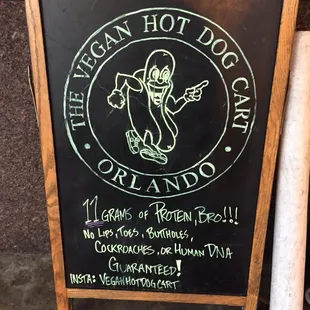 THE VEGAN HOT DOG CART
• ORLANDO •
11 GRAMS OF PROTEIN, BRO!!!
NO LIPS, TOES, BUTTHOLES,
COCKROACHES, OR HUMAN DNA
GUARANTEED!
INSTA: VEGANHOTDOGCART